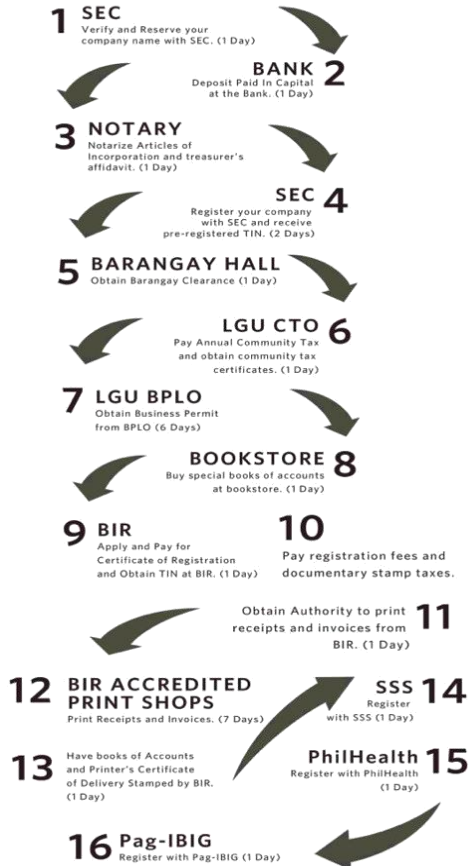 1 SEC
Verify and Reserve your
company name with SEC. (1 Day)
BANK 2
Deposit Paid In Capital
at the Bank. (1 Day)
3 NOTARY
Notarize Articles of
Incorporation and treasurer's
affidavit. (1 Day)
SEC 4
Register your company
with SEC and receive
pre-registered TIN. (2 Days)
5 BARANGAY HALL
Obtain Barangay Clearance (1 Day)
LGU CTO 6
Pay Annual Community Tax
and obtain community tax
certificates. (1 Day)
7 LGU BPLO
Obtain Business Permit
from BPLO (6 Days)
BOOKSTORE 8
Buy special books of accounts
at bookstore. (1 Day)
9 BIR
Apply and Pay for
Certificate of Registration
and Obtain TIN at BIR. (1 Day)
10
Pay registration fees and
documentary stamp taxes.
Obtain Authority to print 11
receipts and invoices from
BIR. (1 Day)
12 BIR ACCREDITED
PRINT SHOPS
Print Receipts and Invoices. (7 Days)
13 Have books of Accounts
and Printer's Certificate
of Delivery Stamped by BIR.
(1 Day)
SSS 14
Register
with SSS (1 Day)
PhilHealth 15
Register with PhilHealth
(1 Day)
16 Pag-IBIG
Register with Pag-IBIG (1 Day)